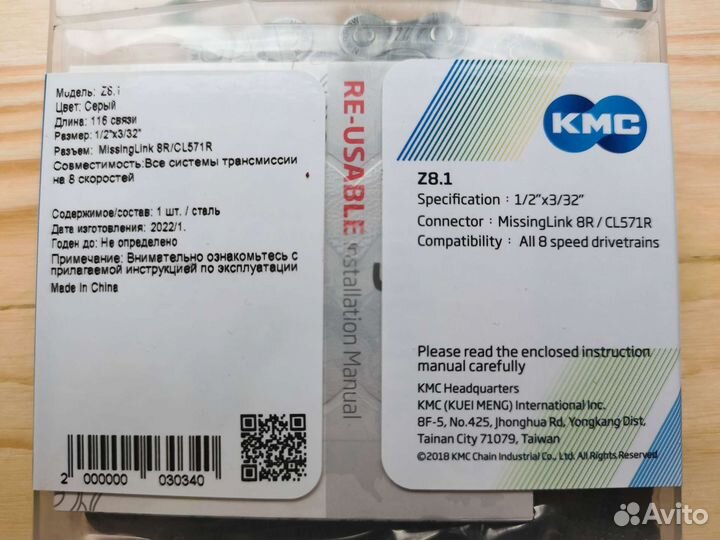 Модель: Z8.1
Цвет: Серый
Длина: 116 связи
Размер: 1/2"x3/32"
Разъем: MissingLink 8R/CL571R
Совместимость:Все системы трансмиссии
на 8 скоростей
Содержимое/состав: 1 шт. / сталь
Дата изготовления: 2022/1.
Годен до: Не определено
Примечание: Внимательно ознакомьтесь с
прилагаемой инструкцией по эксплуатации
Made In China
2 000000 030340
RE-USABLE
Installation Manual
KMC
Z8.1
Specification : 1/2"x3/32"
Connector : MissingLink 8R / CL571R
Compatibility : All 8 speed drivetrains
Please read the enclosed instruction
manual carefully
KMC Headquarters
KMC (KUEI MENG) International Inc.
8F-5, No.425, Jhonghua Rd, Yongkang Dist,
Tainan City 71079, Taiwan
©2018 KMC Chain Industrial Co., Ltd. All Rights Reserved
Avito